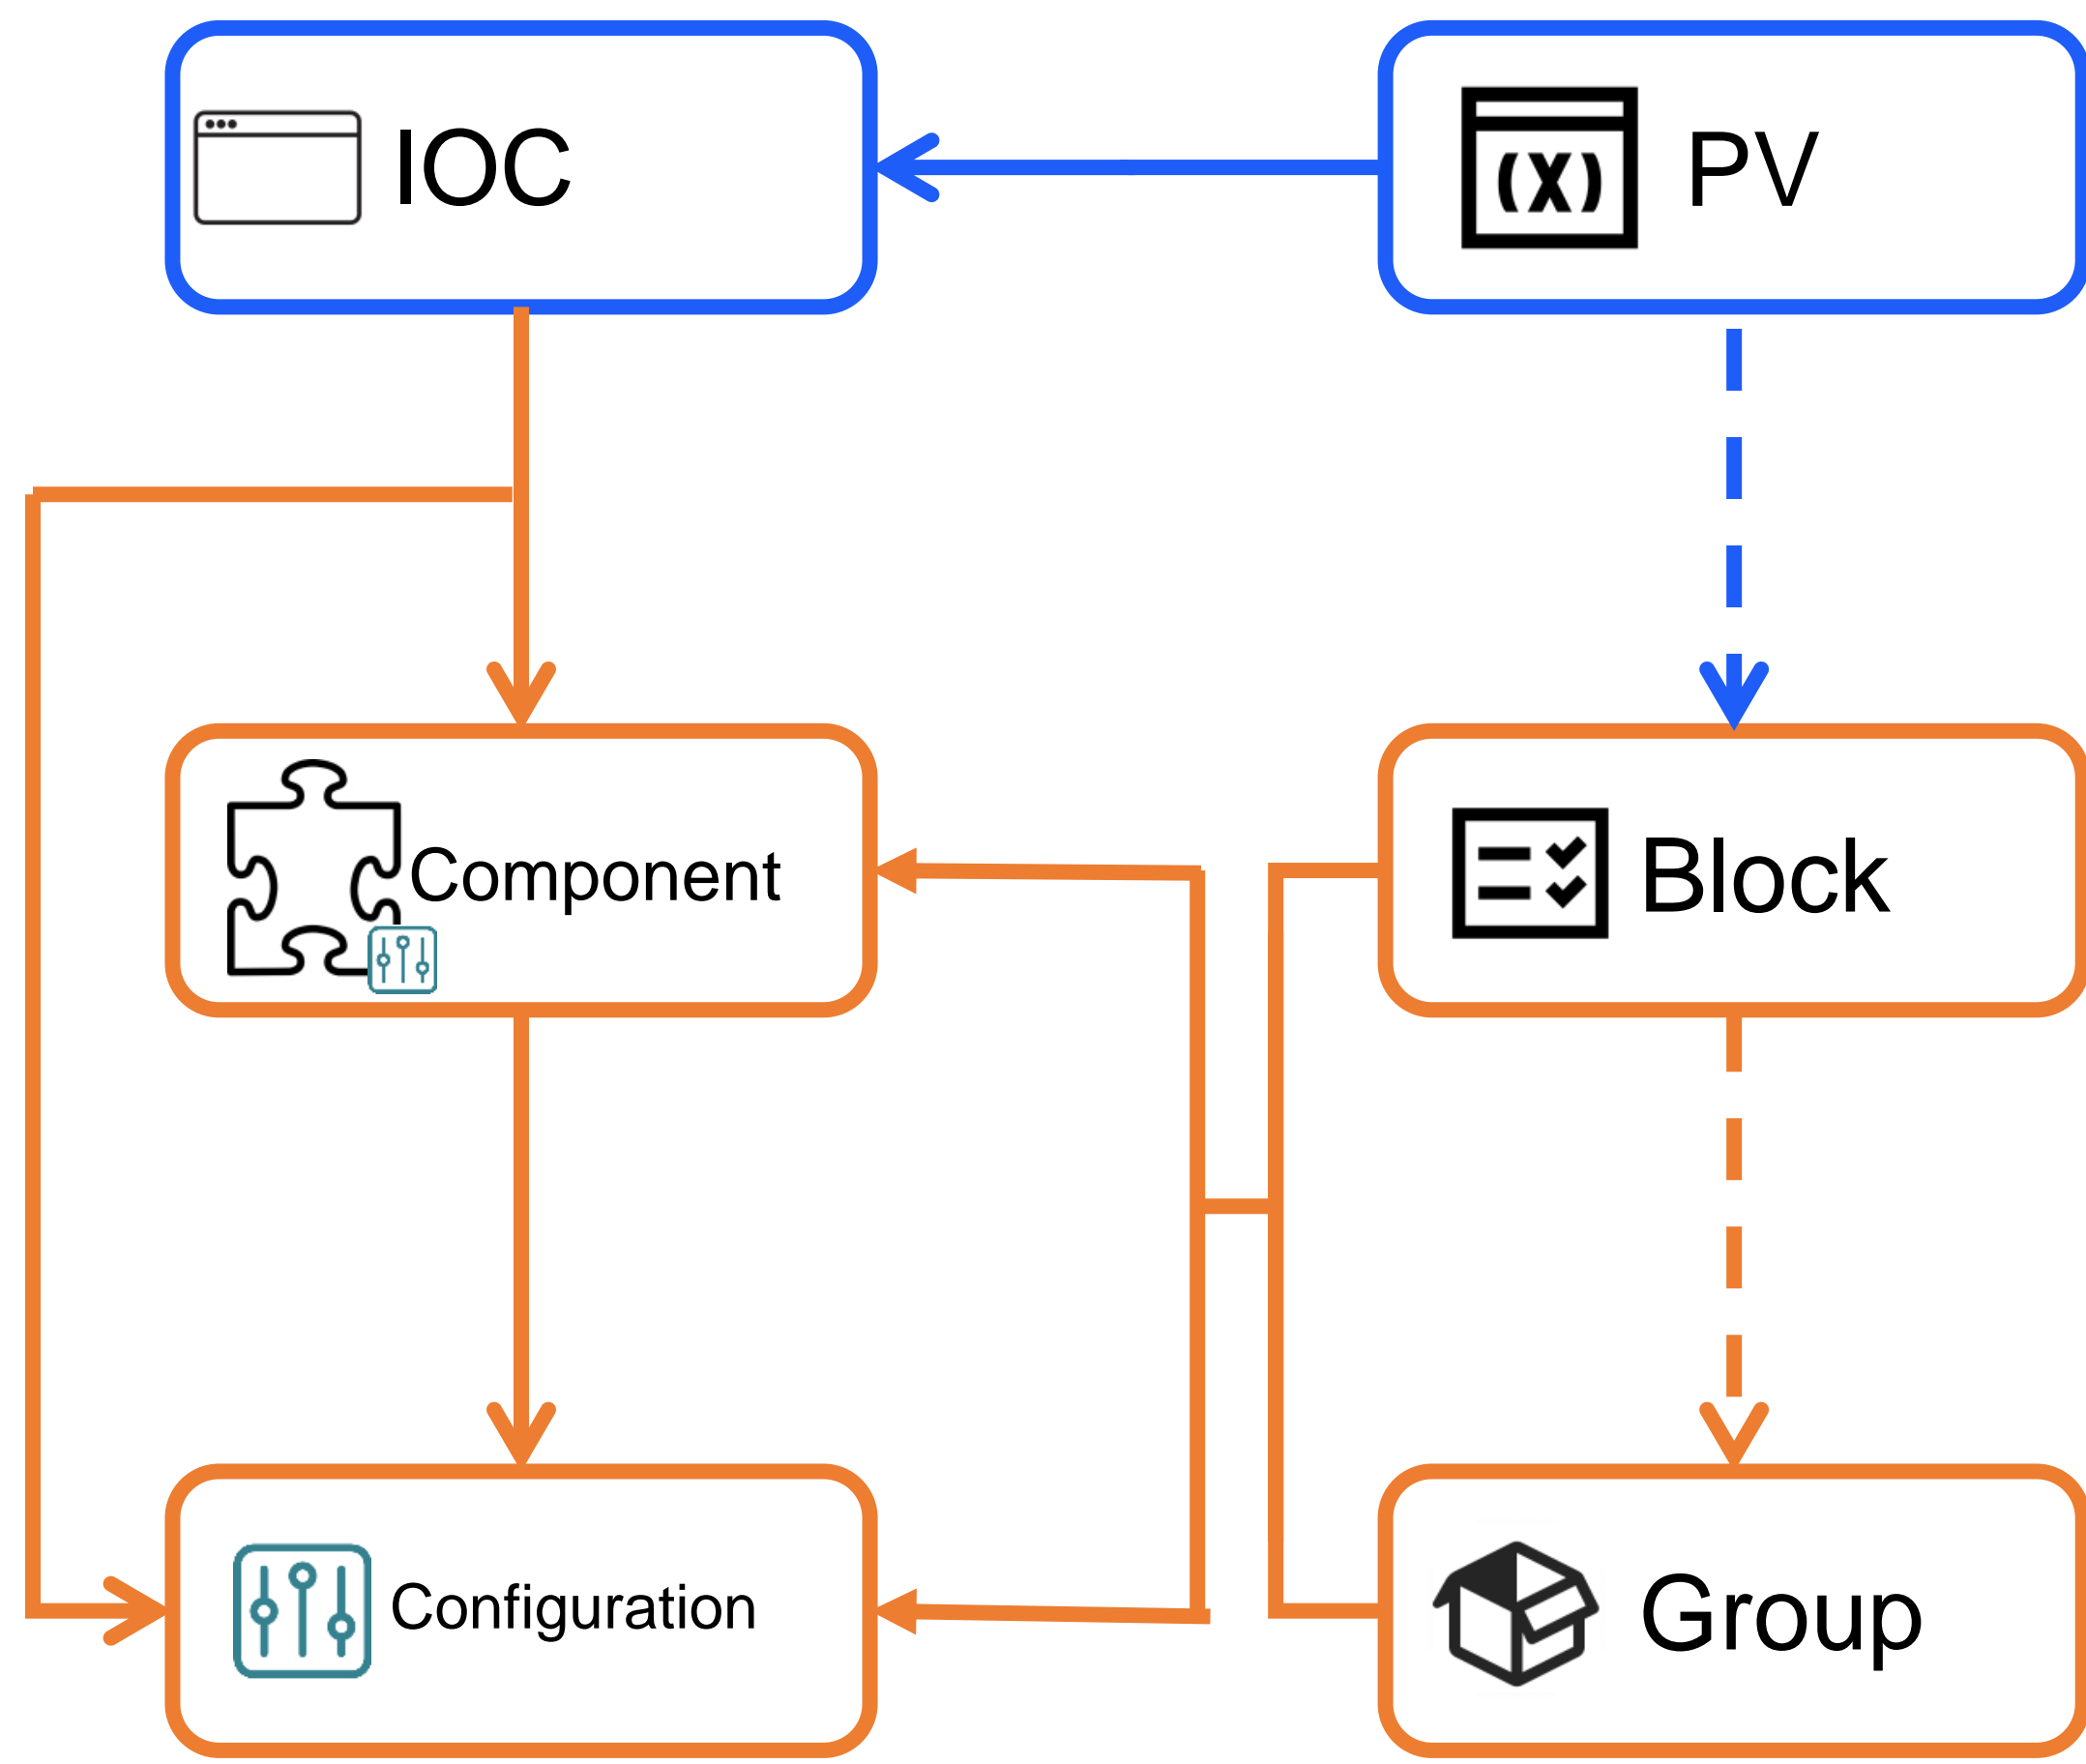 IOC
(X) PV
Component
Block
Configuration
Group